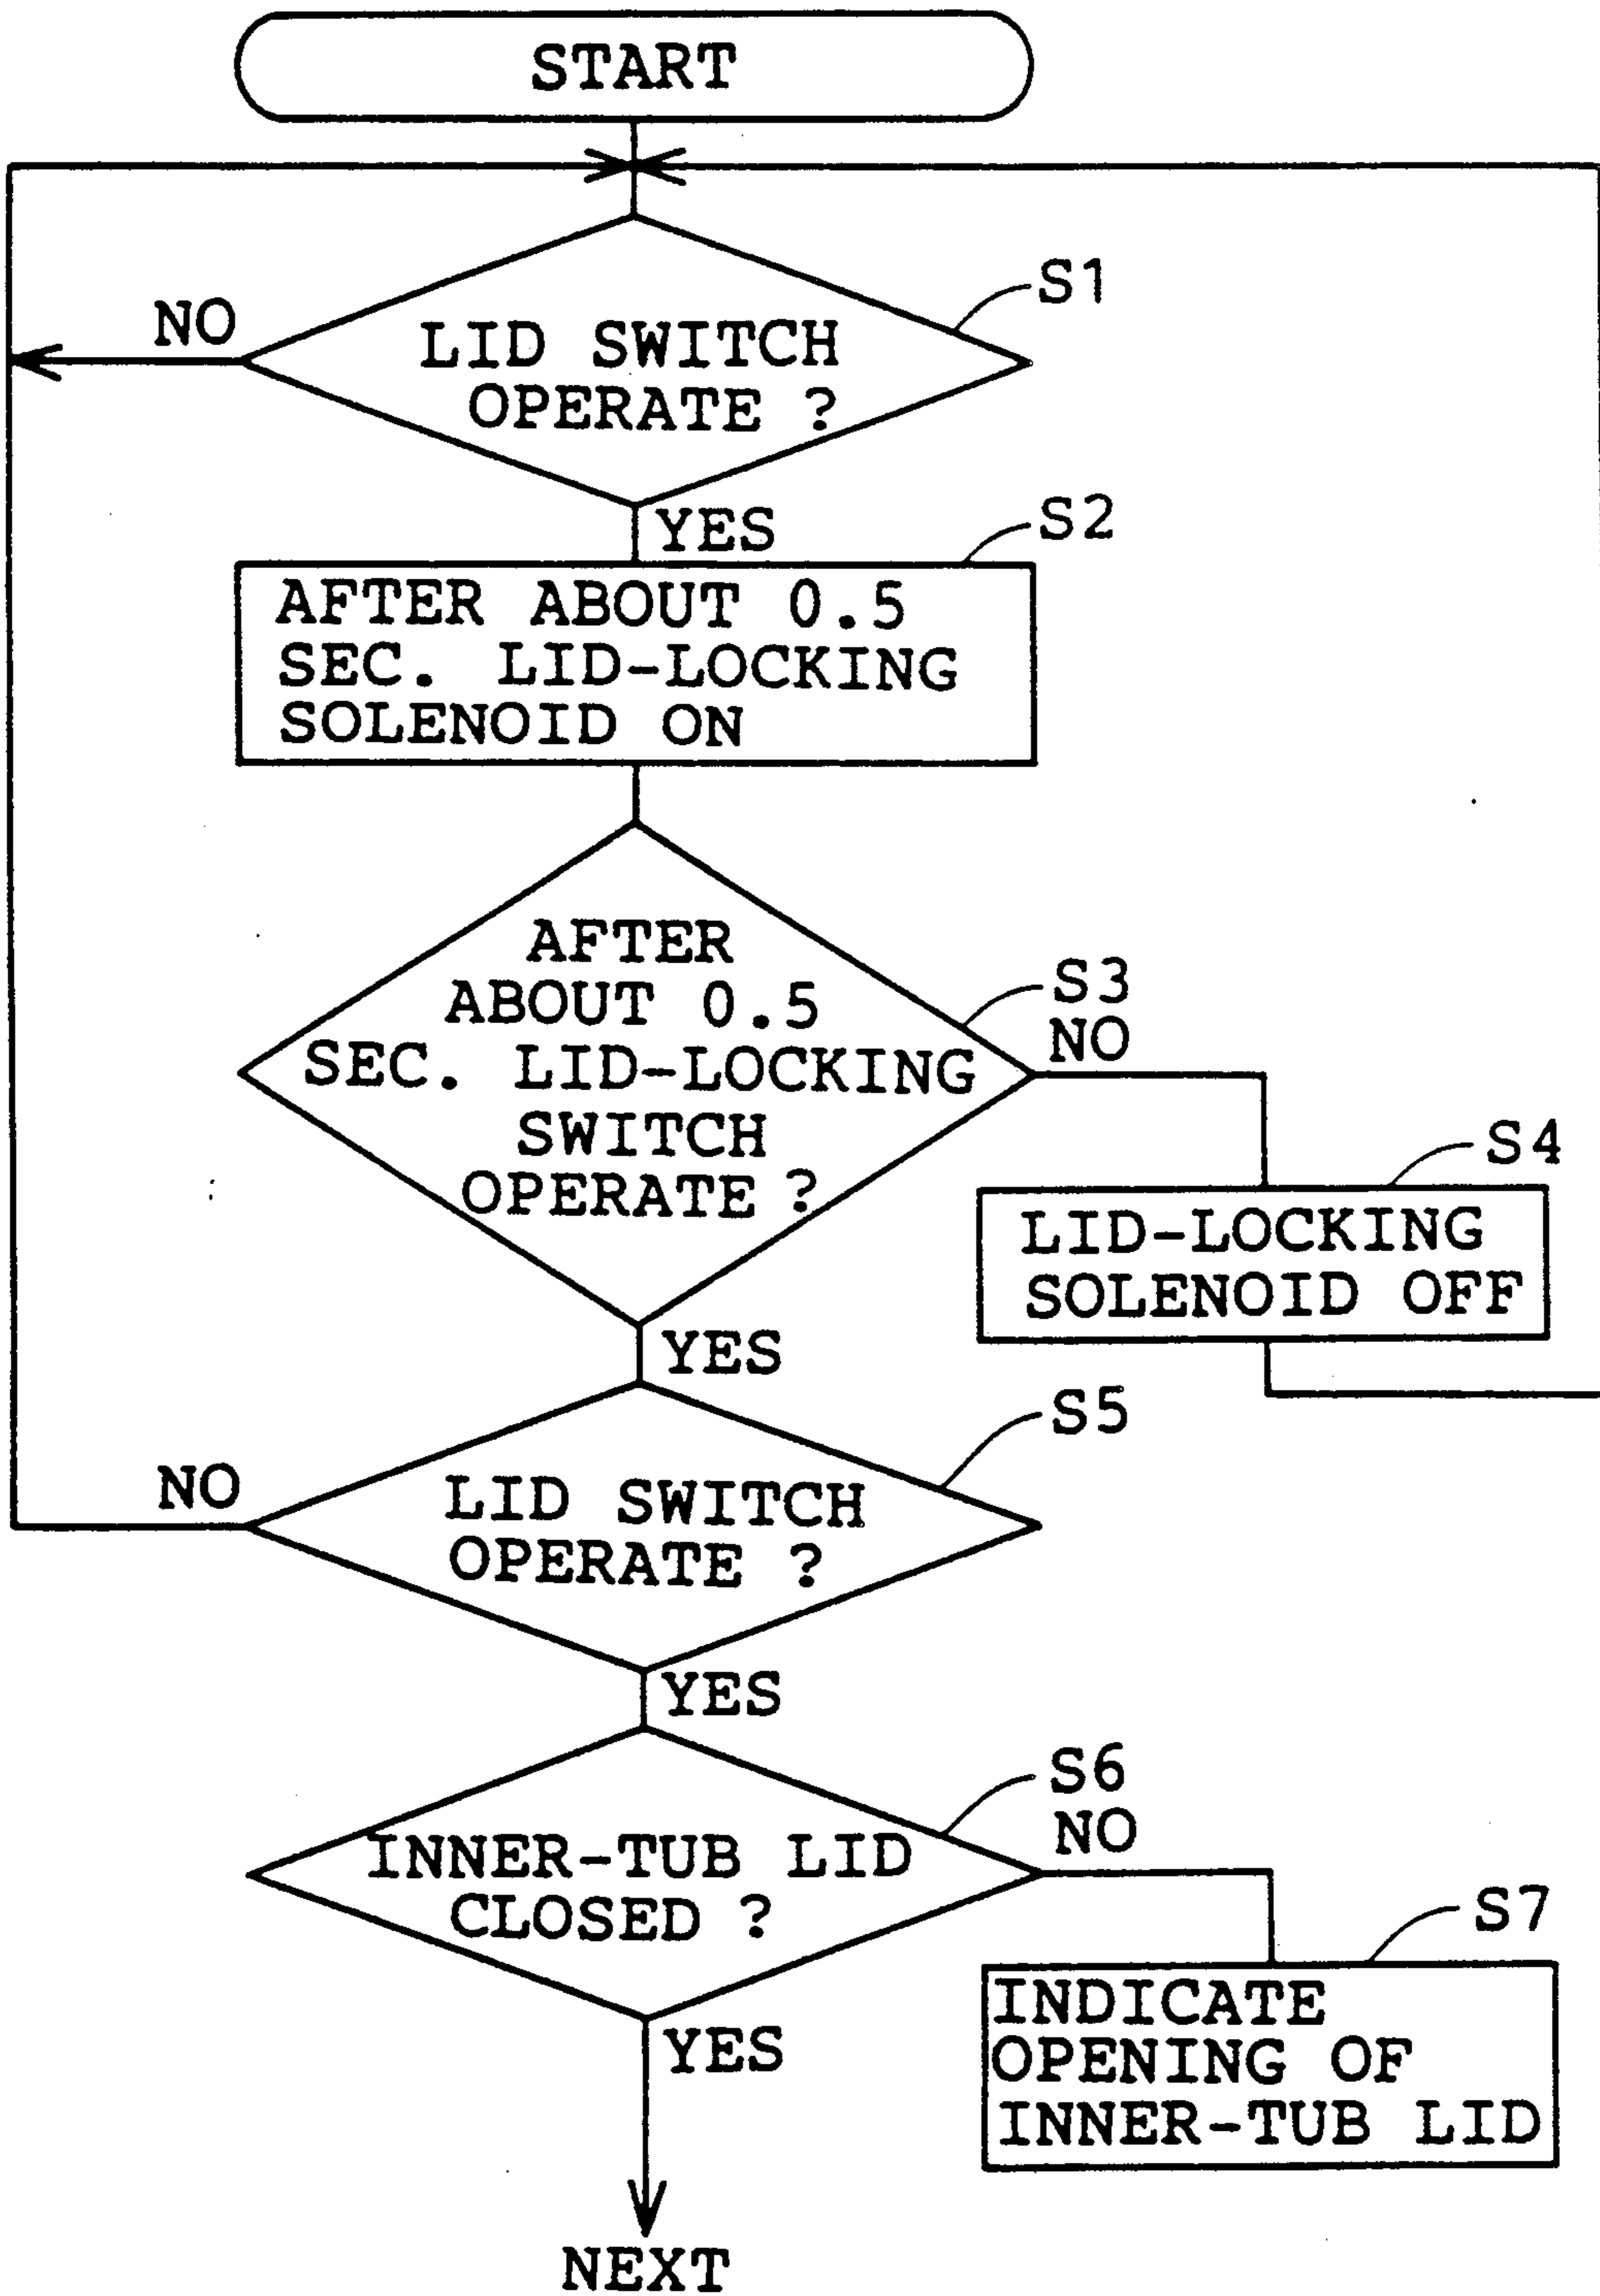 START
S1
NO
LID SWITCH
OPERATE ?
YES
S2
AFTER ABOUT 0.5
SEC. LID-LOCKING
SOLENOID ON
AFTER
ABOUT 0.5
SEC. LID-LOCKING
SWITCH
OPERATE ?
S3
NO
S4
LID-LOCKING
SOLENOID OFF
YES
S5
NO
LID SWITCH
OPERATE ?
YES
S6
NO
INNER-TUB LID
CLOSED ?
S7
INDICATE
OPENING OF
INNER-TUB LID
YES
NEXT